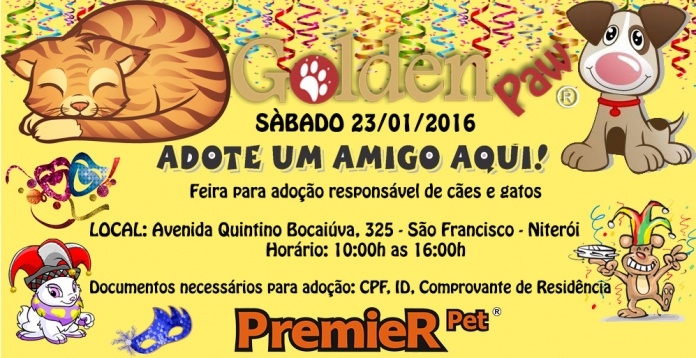 Golden Paw ®
SÀBADO 23/01/2016
ADOTE UM AMIGO AQUI!
Feira para adoção responsável de cães e gatos
LOCAL: Avenida Quintino Bocaiúva, 325 - São Francisco - Niterói
Horário: 10:00h as 16:00h
Documentos necessários para adoção: CPF, ID, Comprovante de Residência
PremieR Pet ®